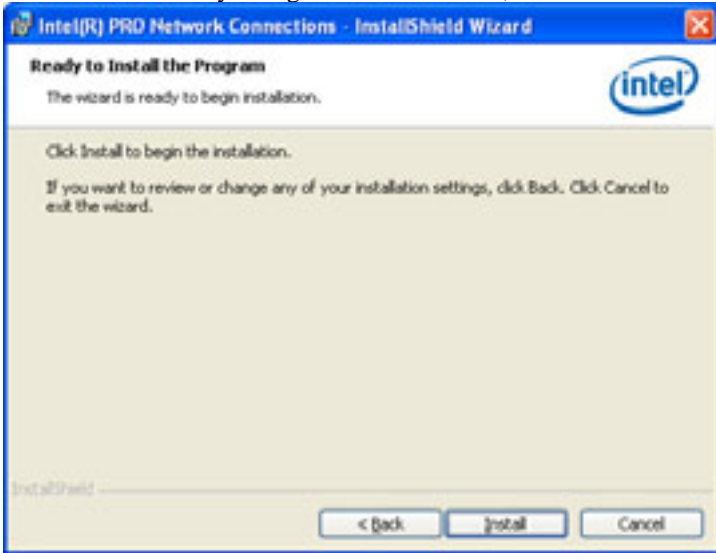 Intel(R) PRO Network Connections - InstallShield Wizard
Ready to Install the Program
The wizard is ready to begin installation.
intel
Click Install to begin the installation.
If you want to review or change any of your installation settings, click Back. Click Cancel to
exit the wizard.
InstallShield
< Back Install Cancel